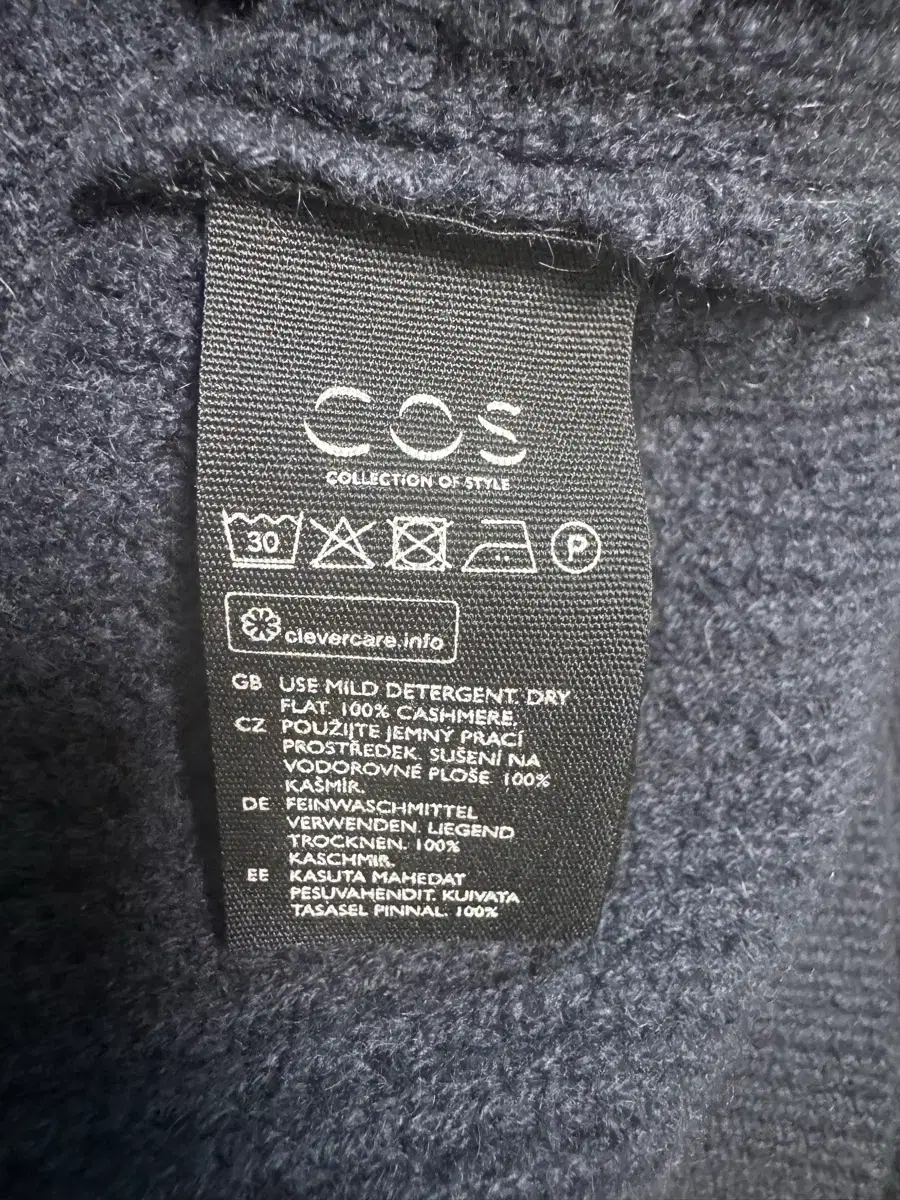 COS
COLLECTION OF STYLE
30
P
clevercare.info
GB USE MILD DETERGENT. DRY
FLAT. 100% CASHMERE.
CZ POUŽIJTE JEMNÝ PRACÍ
PROSTŘEDEK. SUŠENÍ NA
VODOROVNÉ PLOŠE 100%
KAŠMÍR.
DE FEINWASCHMITTEL
VERWENDEN. LIEGEND
TROCKNEN. 100%
KASCHMIR.
EE KASUTA MAHEDAT
PESUVAHENDIT. KUIVATA
TASASEL PINNAL. 100%